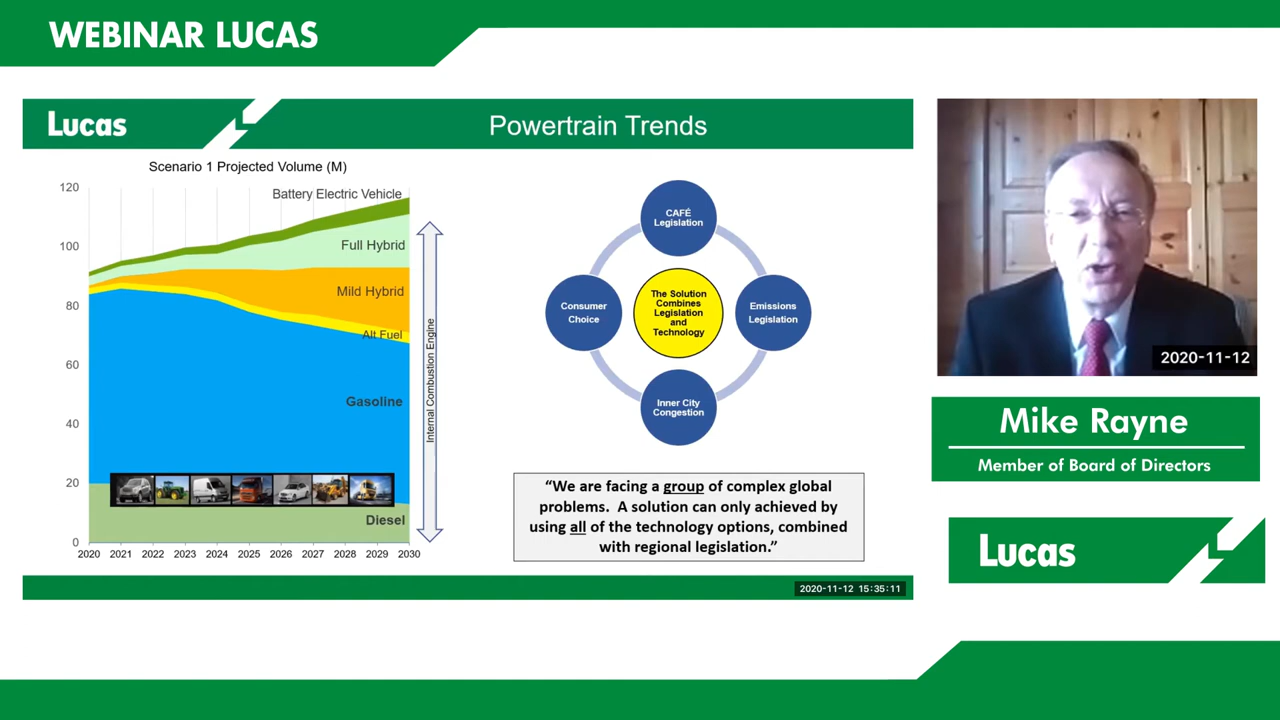 WEBINAR LUCAS
Lucas
Powertrain Trends
Scenario 1 Projected Volume (M)
120
100
80
60
40
20
0
2020 2021 2022 2023 2024 2025 2026 2027 2028 2029 2030
Battery Electric Vehicle
Full Hybrid
Mild Hybrid
Alt Fuel
Gasoline
Diesel
Internal Combustion Engine
CAFÉ
Legislation
Consumer
Choice
The Solution
Combines
Legislation
and
Technology
Emissions
Legislation
Inner City
Congestion
“We are facing a group of complex global
problems. A solution can only achieved by
using all of the technology options, combined
with regional legislation.”
2020-11-12 15:35:11
2020-11-12
Mike Rayne
Member of Board of Directors
Lucas